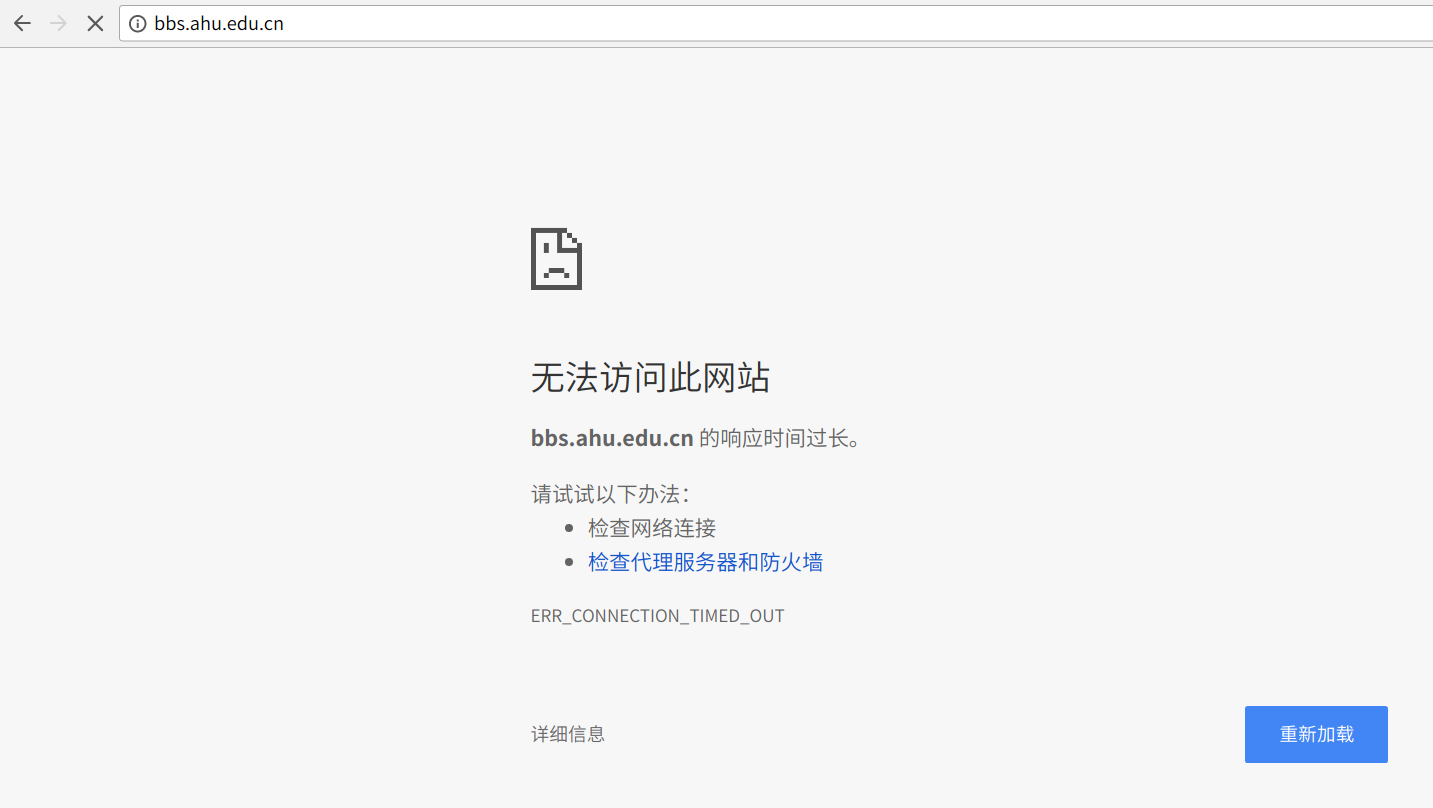 bbs.ahu.edu.cn
无法访问此网站
bbs.ahu.edu.cn 的响应时间过长。
请试试以下办法：
检查网络连接
检查代理服务器和防火墙
ERR_CONNECTION_TIMED_OUT
详细信息
重新加载